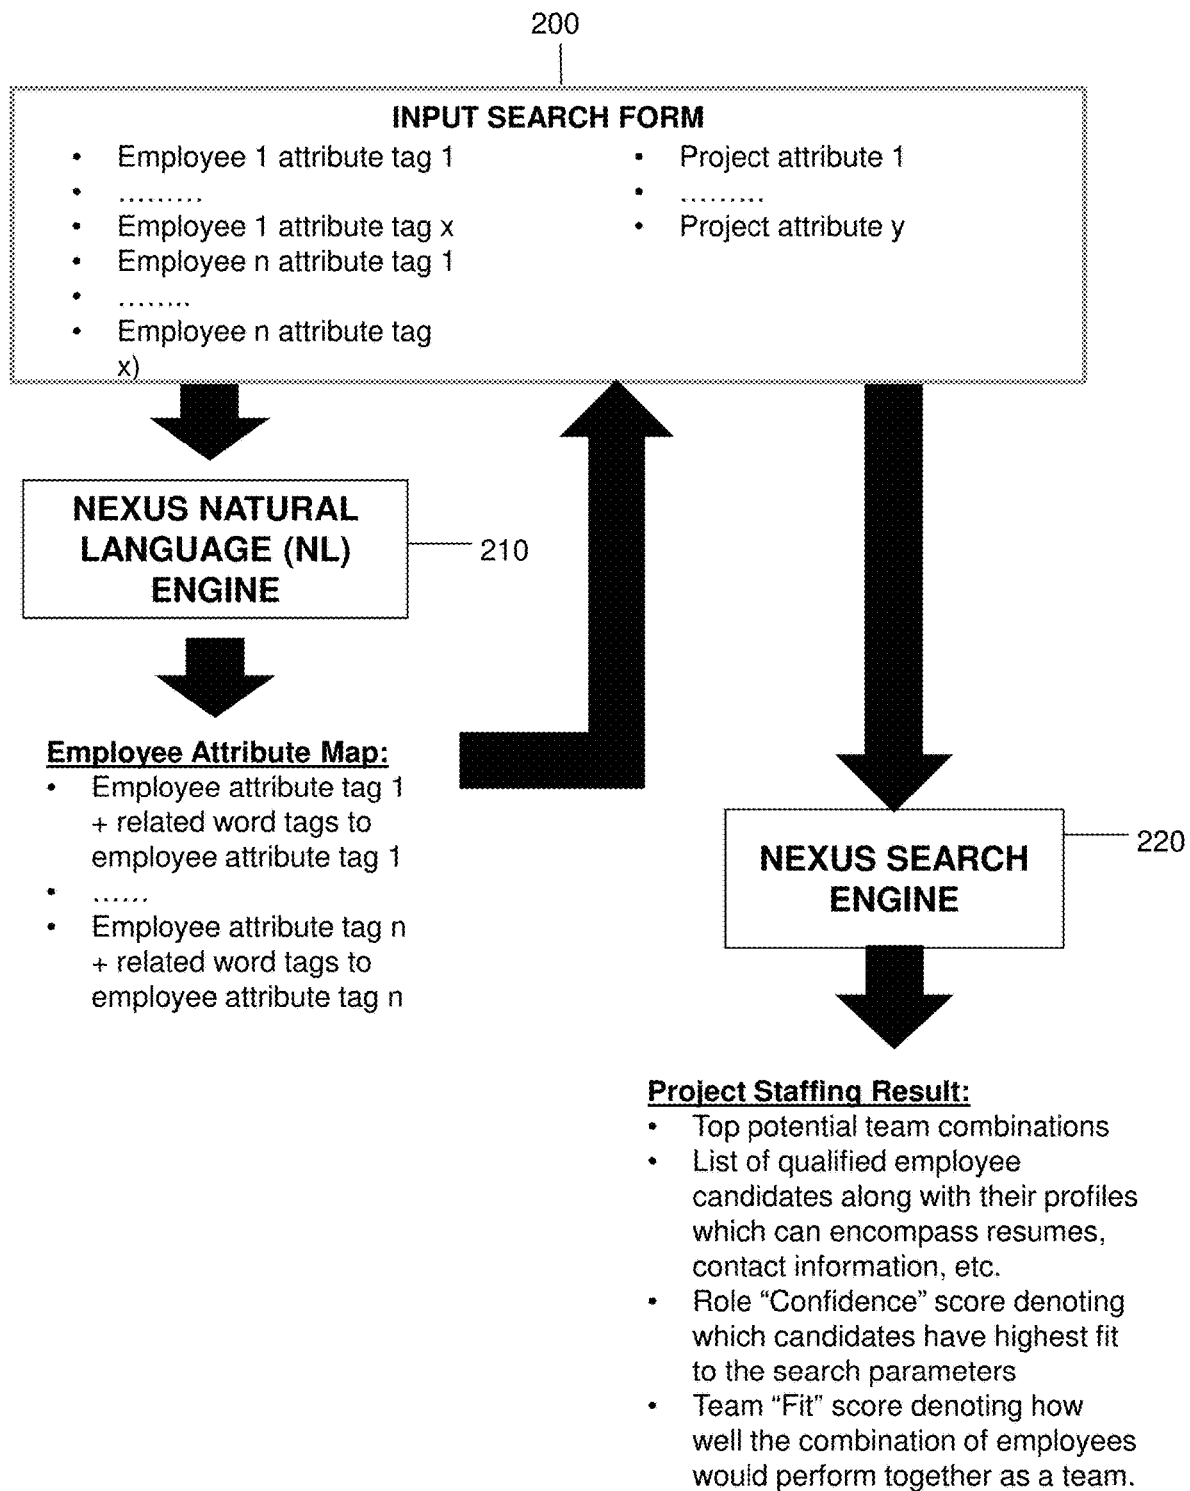 200
INPUT SEARCH FORM
• Employee 1 attribute tag 1
• .........
• Employee 1 attribute tag x
• Employee n attribute tag 1
• ........
• Employee n attribute tag
x)
• Project attribute 1
• .........
• Project attribute y
NEXUS NATURAL
LANGUAGE (NL)
ENGINE
210
Employee Attribute Map:
• Employee attribute tag 1
+ related word tags to
employee attribute tag 1
• ......
• Employee attribute tag n
+ related word tags to
employee attribute tag n
NEXUS SEARCH
ENGINE
220
Project Staffing Result:
• Top potential team combinations
• List of qualified employee
candidates along with their profiles
which can encompass resumes,
contact information, etc.
• Role “Confidence” score denoting
which candidates have highest fit
to the search parameters
• Team “Fit” score denoting how
well the combination of employees
would perform together as a team.